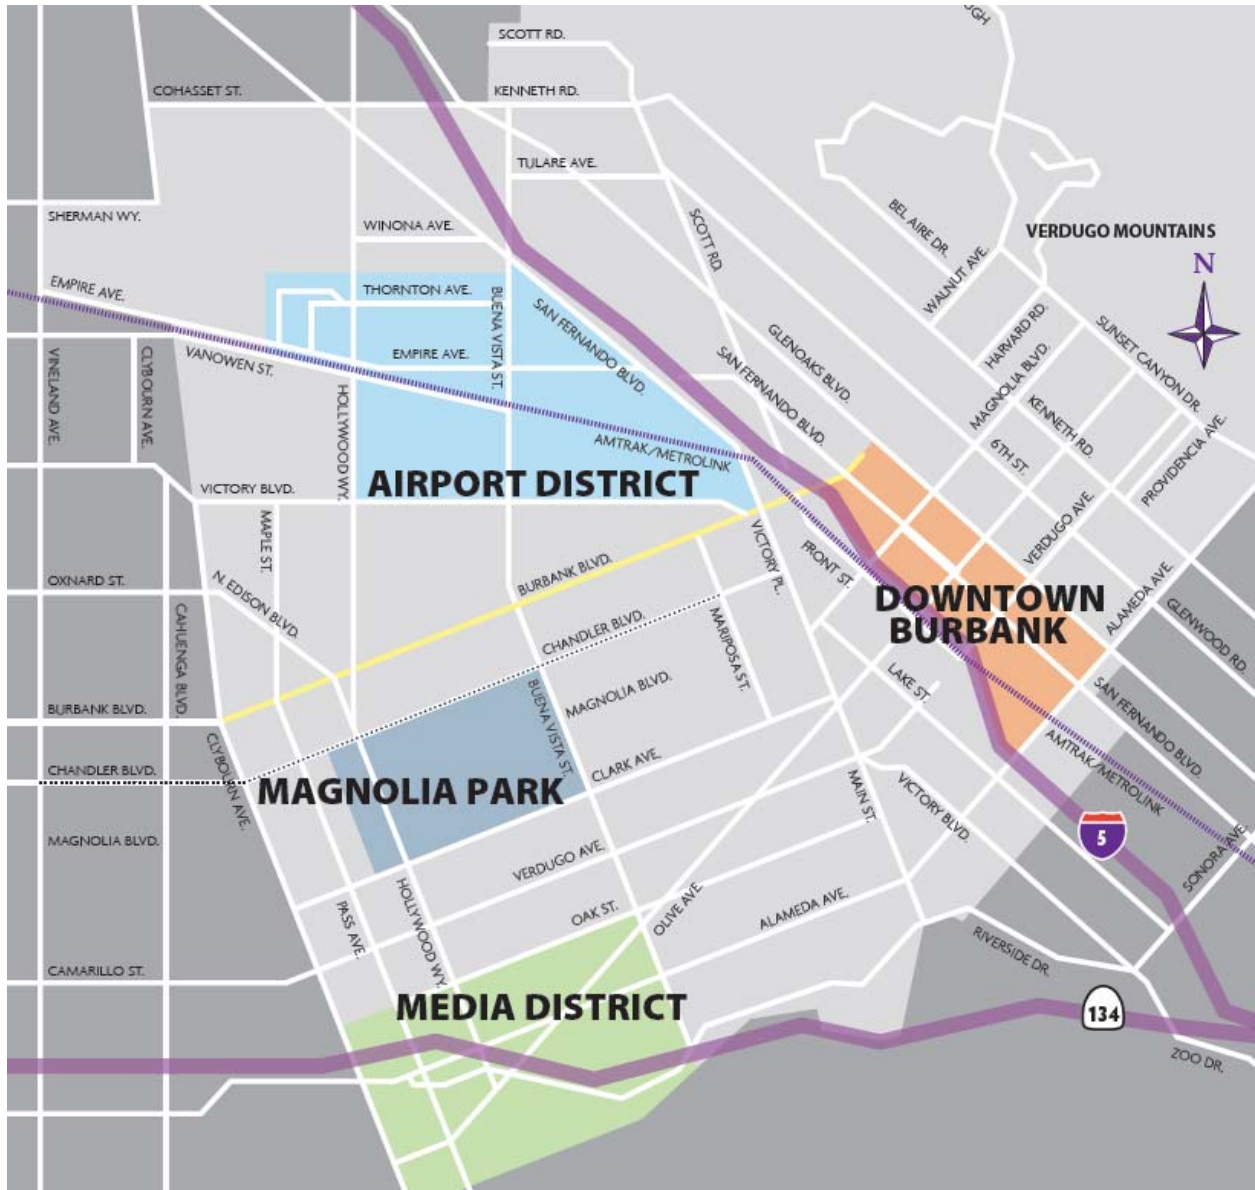 UGH
SCOTT RD.
COHASSET ST.
KENNETH RD.
TULARE AVE.
SHERMAN WY.
WINONA AVE.
SCOTT RD.
BEL AIRE DR.
WALNUT AVE.
VERDUGO MOUNTAINS
N
EMPIRE AVE.
THORNTON AVE.
BUENA VISTA ST.
SAN FERNANDO BLVD.
HARVARD RD.
SUNSET CANYON DR.
VINELAND AVE.
CLYBOURN AVE.
VANOWEN ST.
EMPIRE AVE.
SAN FERNANDO BLVD.
GLENOAKS BLVD.
MAGNOLIA BLVD.
KENNETH RD.
HOLLYWOOD WY.
AMTRAK/METROLINK
6TH ST.
PROVIDENCIA AVE.
AIRPORT DISTRICT
VICTORY BLVD.
MAPLE ST.
VERDUGO AVE.
VICTORY PL.
FRONT ST.
OXNARD ST.
N. EDISON BLVD.
BURBANK BLVD.
DOWNTOWN
BURBANK
ALAMEDA AVE.
GLENWOOD RD.
CAHUENGA BLVD.
CHANDLER BLVD.
MARIPOSA ST.
LAKE ST.
BURBANK BLVD.
BUENA VISTA ST.
MAGNOLIA BLVD.
SAN FERNANDO BLVD.
CLYBOURN AVE.
CHANDLER BLVD.
MAGNOLIA PARK
CLARK AVE.
MAIN ST.
VICTORY BLVD.
AMTRAK/METROLINK
5
MAGNOLIA BLVD.
VERDUGO AVE.
SONORA AVE.
PASS AVE.
HOLLYWOOD WY.
OAK ST.
OLIVE AVE.
ALAMEDA AVE.
RIVERSIDE DR.
CAMARILLO ST.
MEDIA DISTRICT
134
ZOO DR.